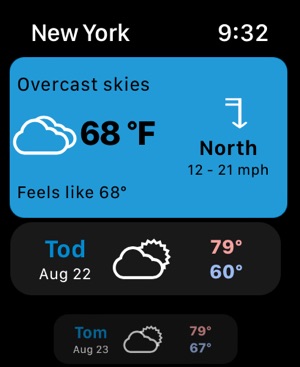 New York 9:32
Overcast skies
68 °F
North
12 - 21 mph
Feels like 68°
Tod 79°
Aug 22 60°
Tom 79°
Aug 23 67°